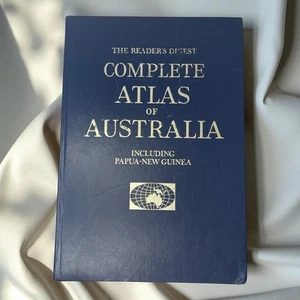 THE READER'S DIGEST
COMPLETE
ATLAS
OF
AUSTRALIA
INCLUDING
PAPUA-NEW GUINEA